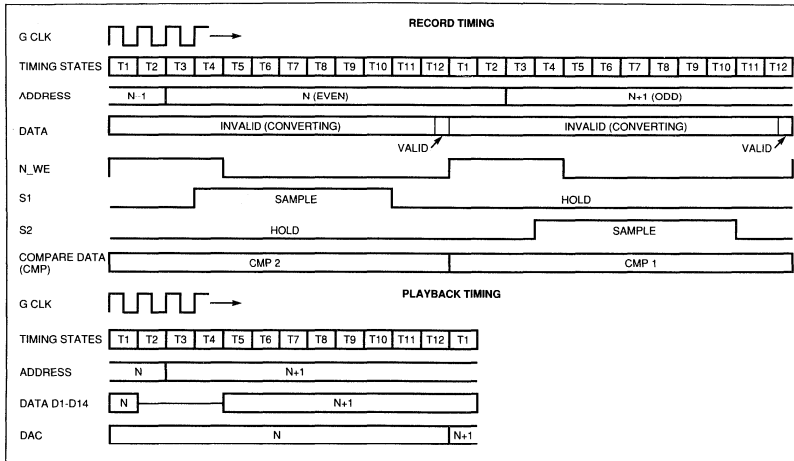 RECORD TIMING
G CLK
TIMING STATES T1 T2 T3 T4 T5 T6 T7 T8 T9 T10 T11 T12 T1 T2 T3 T4 T5 T6 T7 T8 T9 T10 T11 T12
ADDRESS N-1 N (EVEN) N+1 (ODD)
DATA INVALID (CONVERTING) INVALID (CONVERTING)
VALID VALID
N_WE
S1 SAMPLE HOLD
S2 HOLD SAMPLE
COMPARE DATA (CMP) CMP 2 CMP 1
PLAYBACK TIMING
G CLK
TIMING STATES T1 T2 T3 T4 T5 T6 T7 T8 T9 T10 T11 T12 T1
ADDRESS N N+1
DATA D1-D14 N N+1
DAC N N+1